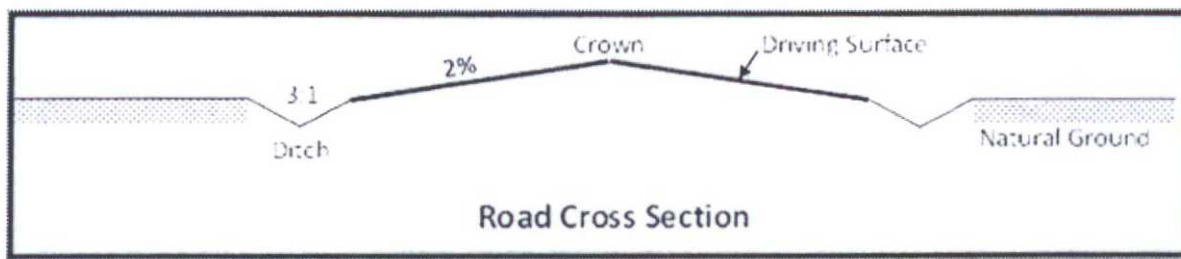 Crown
Driving Surface
2%
3:1
Ditch
Natural Ground
Road Cross Section